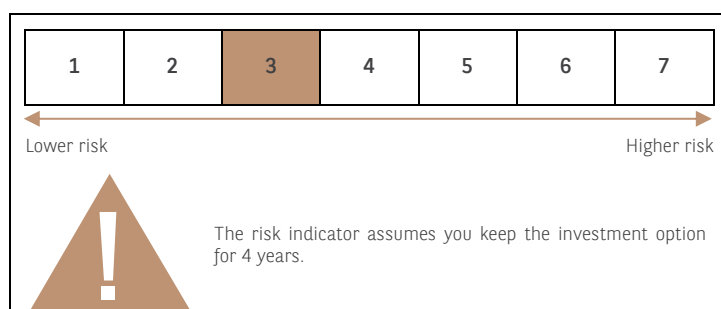 1 2 3 4 5 6 7
Lower risk Higher risk
!
The risk indicator assumes you keep the investment option
for 4 years.